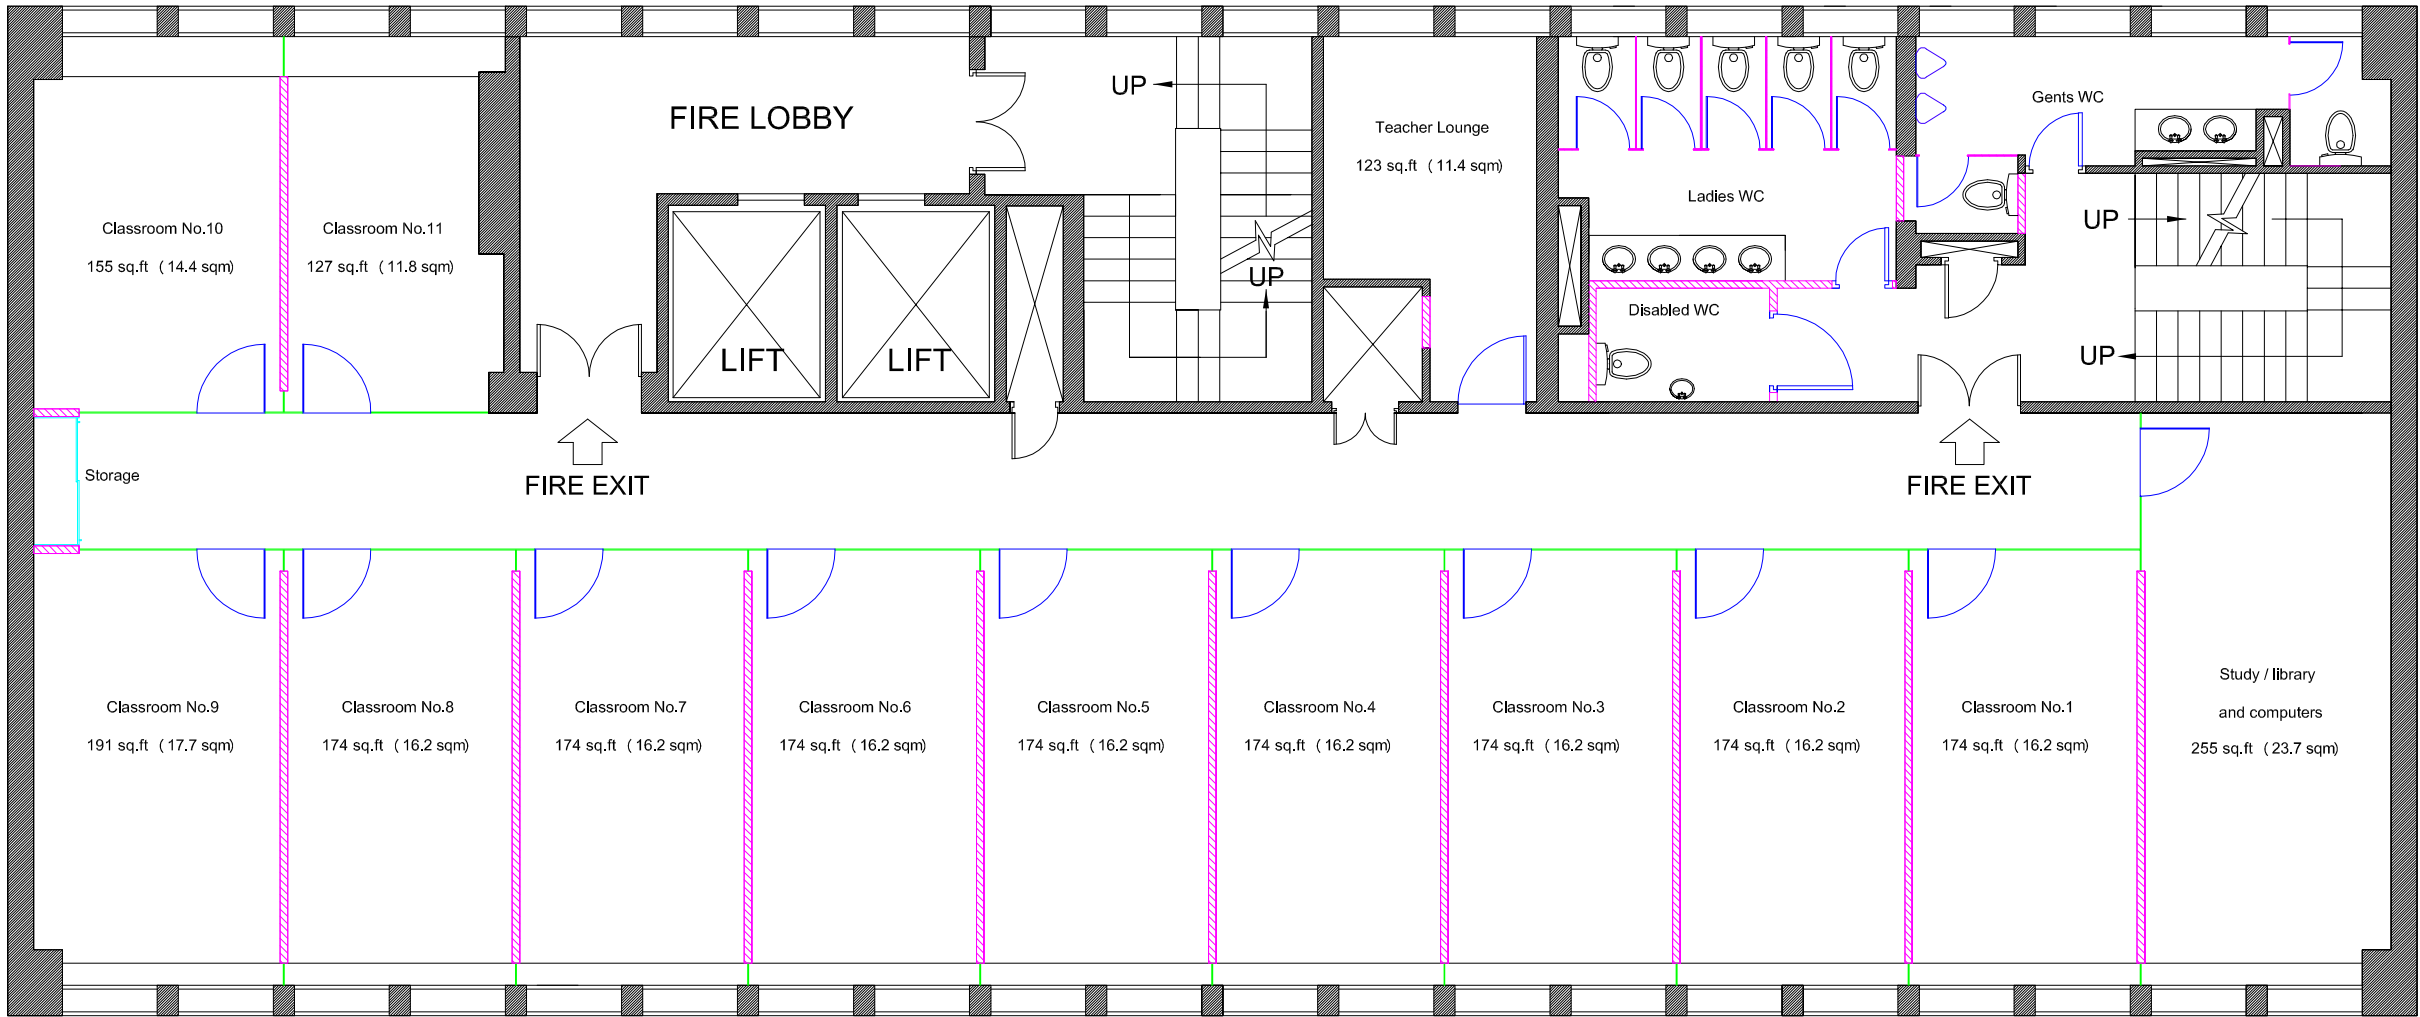 UP
FIRE LOBBY
Teacher Lounge
123 sq.ft ( 11.4 sqm)
Gents WC
Ladies WC
Classroom No.10
155 sq.ft ( 14.4 sqm)
Classroom No.11
127 sq.ft ( 11.8 sqm)
UP
UP
Disabled WC
LIFT
LIFT
UP
Storage
FIRE EXIT
FIRE EXIT
Classroom No.9
191 sq.ft ( 17.7 sqm)
Classroom No.8
174 sq.ft ( 16.2 sqm)
Classroom No.7
174 sq.ft ( 16.2 sqm)
Classroom No.6
174 sq.ft ( 16.2 sqm)
Classroom No.5
174 sq.ft ( 16.2 sqm)
Classroom No.4
174 sq.ft ( 16.2 sqm)
Classroom No.3
174 sq.ft ( 16.2 sqm)
Classroom No.2
174 sq.ft ( 16.2 sqm)
Classroom No.1
174 sq.ft ( 16.2 sqm)
Study / library
and computers
255 sq.ft ( 23.7 sqm)